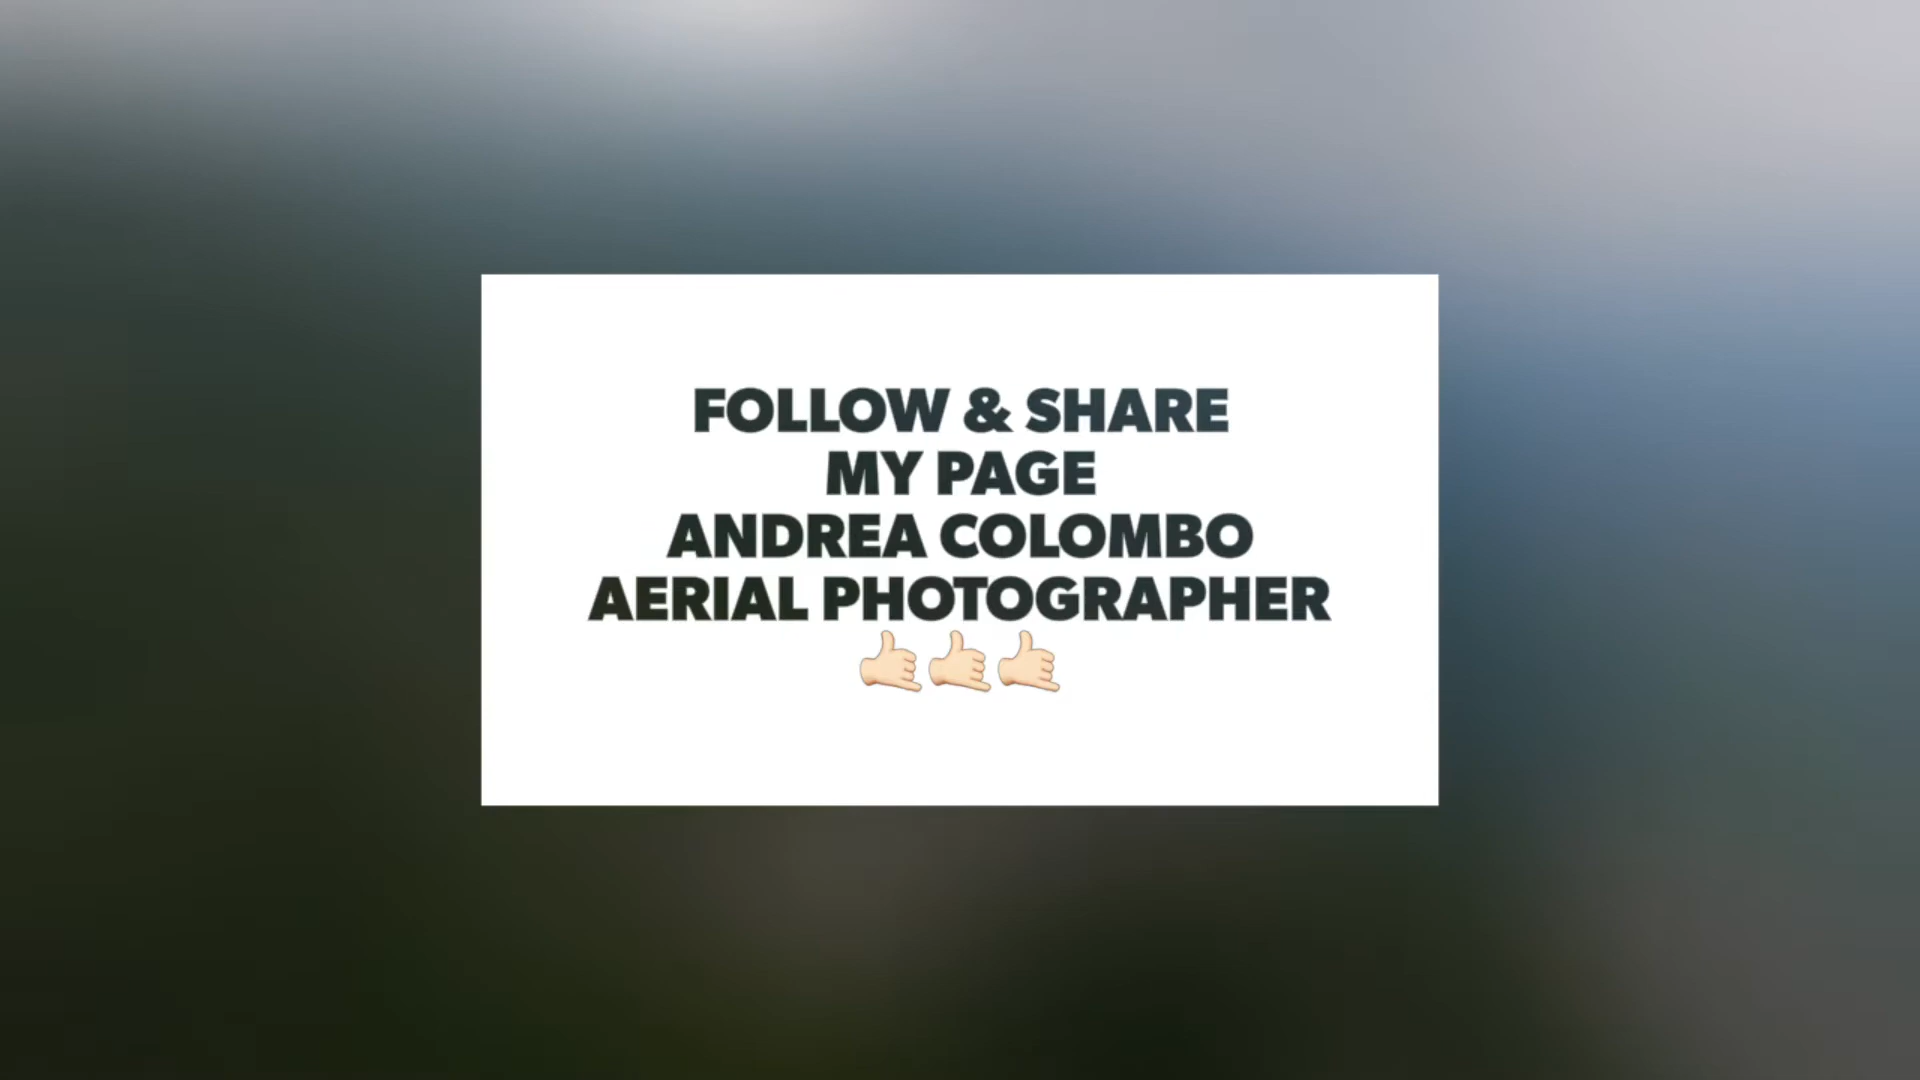 FOLLOW & SHARE
MY PAGE
ANDREA COLOMBO
AERIAL PHOTOGRAPHER
🤙🏻🤙🏻🤙🏻